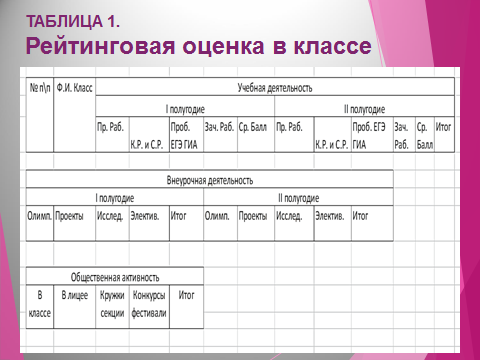 ТАБЛИЦА 1.
Рейтинговая оценка в классе
№ п\п Ф.И. Класс Учебная деятельность
I полугодие II полугодие
Пр. Раб. К.Р. и С.Р. Проб. ЕГЭ ГИА Зач. Раб. Ср. Балл Пр. Раб. К.Р. и С.Р. Проб. ЕГЭ ГИА Зач. Раб. Ср. Балл Итог
Внеурочная деятельность
I полугодие II полугодие
Олимп. Проекты Исслед. Электив. Итог Олимп. Проекты Исслед. Электив. Итог
Общественная активность
В классе В лицее Кружки секции Конкурсы фестивали Итог